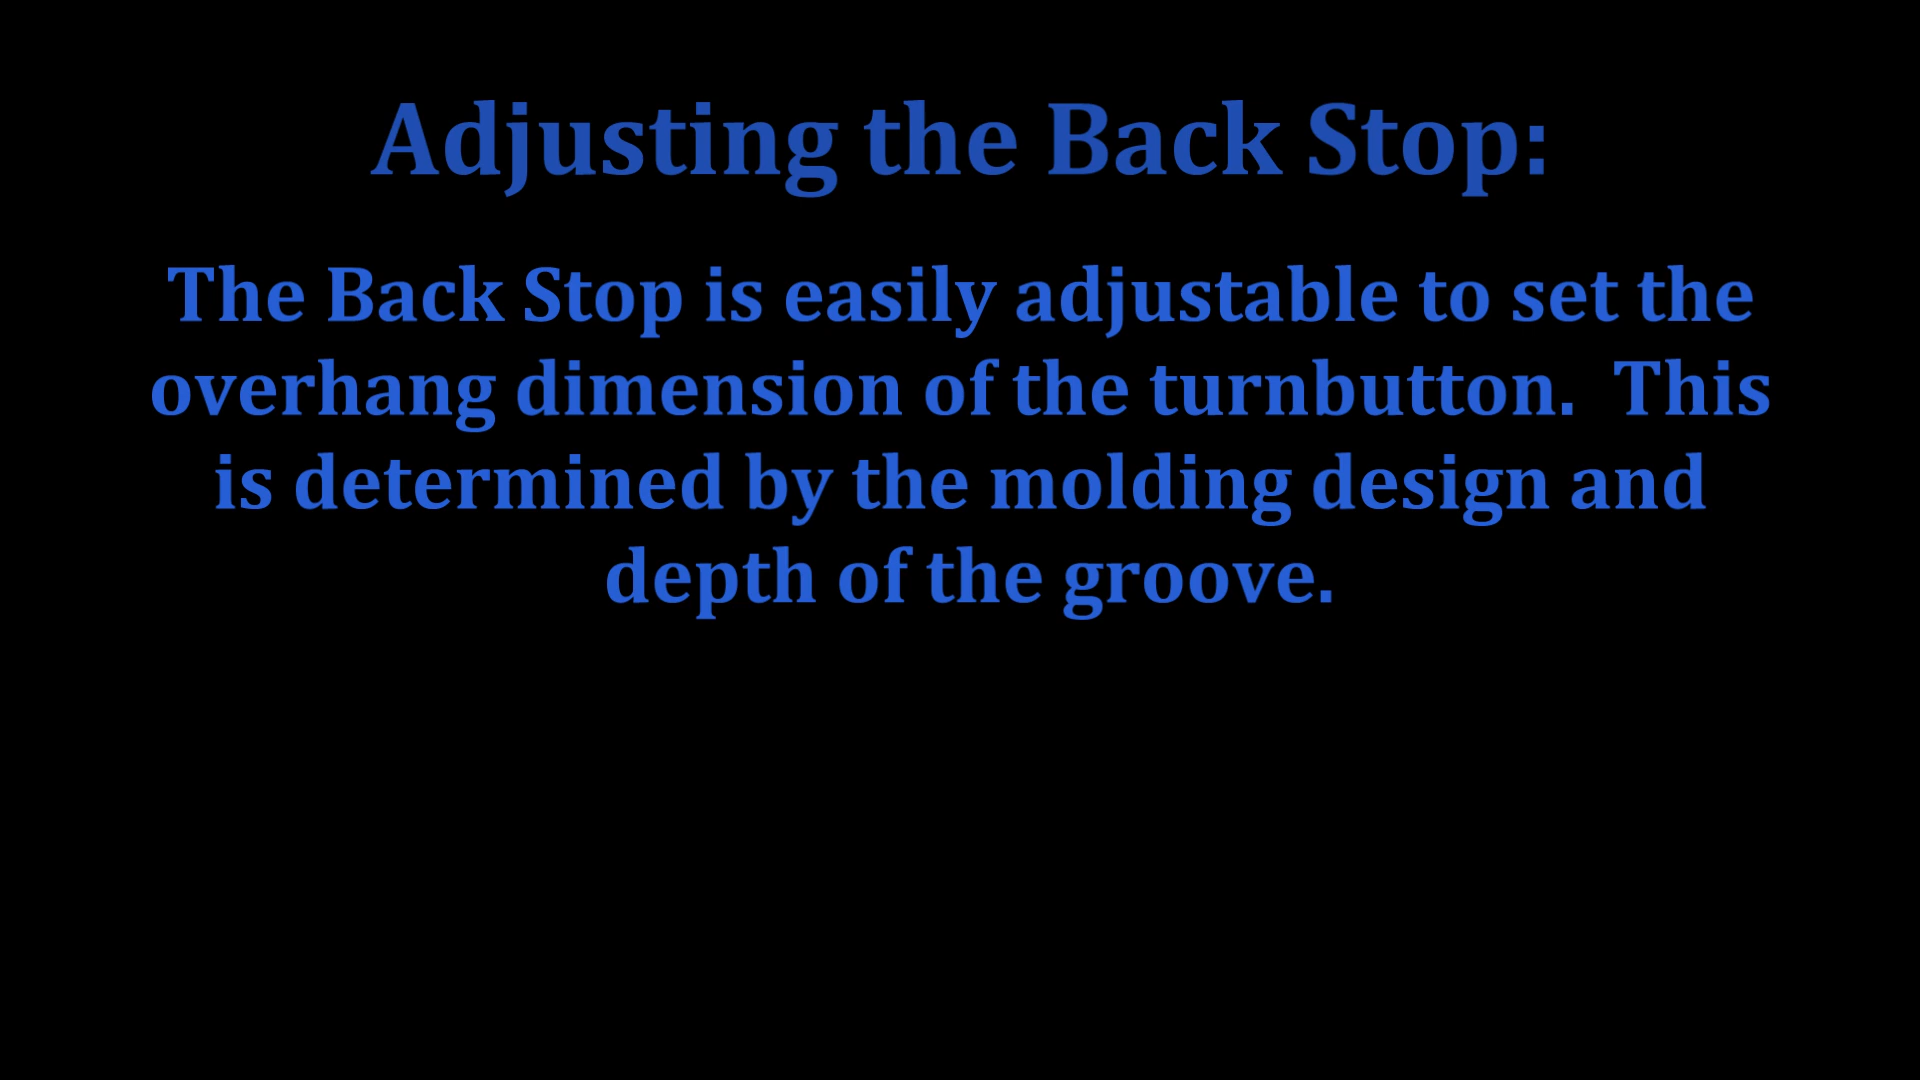 Adjusting the Back Stop:
The Back Stop is easily adjustable to set the
overhang dimension of the turnbutton.  This
is determined by the molding design and
depth of the groove.